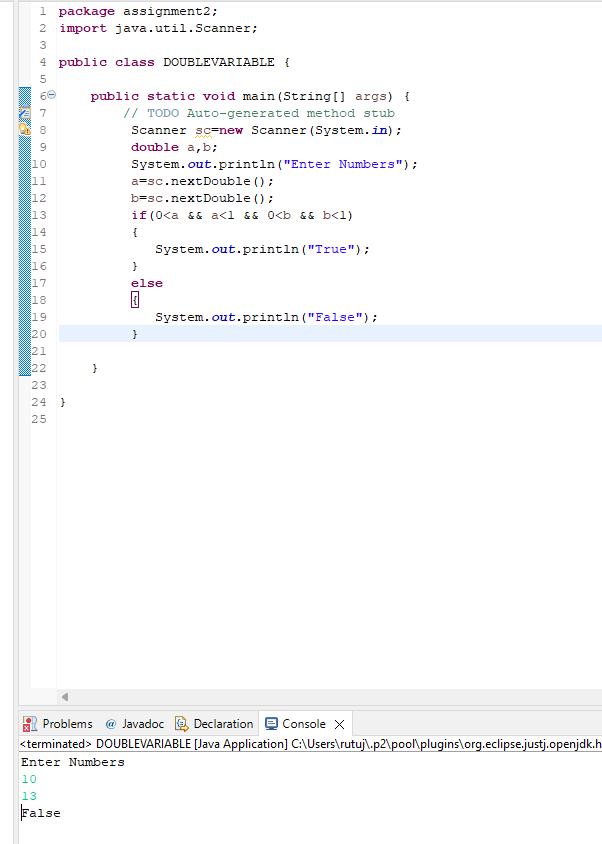 1 package assignment2;
2 import java.util.Scanner;
3
4 public class DOUBLEVARIABLE {
5
6 public static void main(String[] args) {
7 // TODO Auto-generated method stub
8 Scanner sc=new Scanner(System.in);
9 double a,b;
10 System.out.println("Enter Numbers");
11 a=sc.nextDouble();
12 b=sc.nextDouble();
13 if(0<a && a<1 && 0<b && b<1)
14 {
15 System.out.println("True");
16 }
17 else
18 {
19 System.out.println("False");
20 }
21
22 }
23
24 }
25
Problems @ Javadoc Declaration Console
<terminated> DOUBLEVARIABLE [Java Application] C:\Users\rutuj\.p2\pool\plugins\org.eclipse.justj.openjdk.h
Enter Numbers
10
13
False